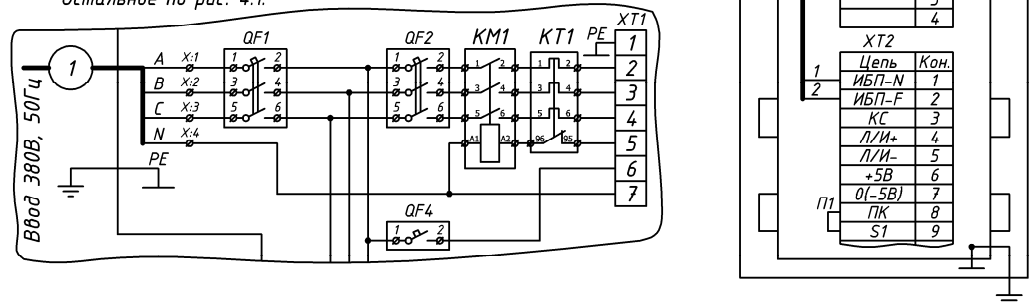 Остальное по рис. 4.1.
Ввод 380В, 50Гц
1
A X:1
B X:2
C X:3
N X:4
PE
QF1
1 2
3 4
5 6
QF2
1 2
3 4
5 6
KM1
1 2
3 4
5 6
A1 A2
KT1
1 2
3 4
5 6
96 95
QF4
1 2
PE
XT1
1
2
3
4
5
6
7
3
4
XT2
Цепь Кон.
1 ИБП-N 1
2 ИБП-F 2
КС 3
Л/И+ 4
Л/И- 5
+5В 6
0(-5В) 7
П1
ПК 8
S1 9